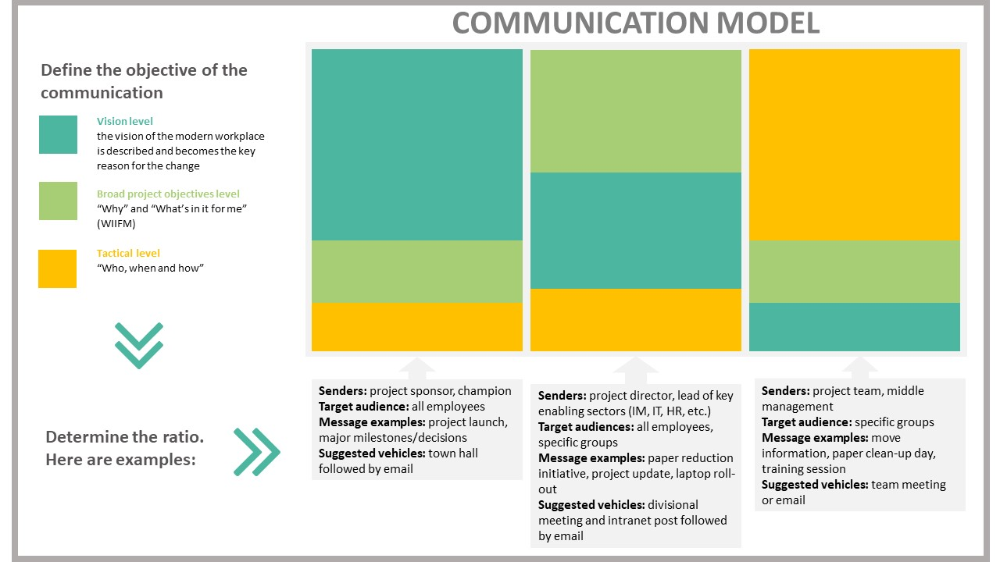 COMMUNICATION MODEL
Define the objective of the
communication
Vision level
the vision of the modern workplace
is described and becomes the key
reason for the change
Broad project objectives level
“Why” and “What’s in it for me”
(WIIFM)
Tactical level
“Who, when and how”
Determine the ratio.
Here are examples:
Senders: project sponsor, champion
Target audience: all employees
Message examples: project launch,
major milestones/decisions
Suggested vehicles: town hall
followed by email
Senders: project director, lead of key
enabling sectors (IM, IT, HR, etc.)
Target audiences: all employees,
specific groups
Message examples: paper reduction
initiative, project update, laptop roll-
out
Suggested vehicles: divisional
meeting and intranet post followed
by email
Senders: project team, middle
management
Target audience: specific groups
Message examples: move
information, paper clean-up day,
training session
Suggested vehicles: team meeting
or email